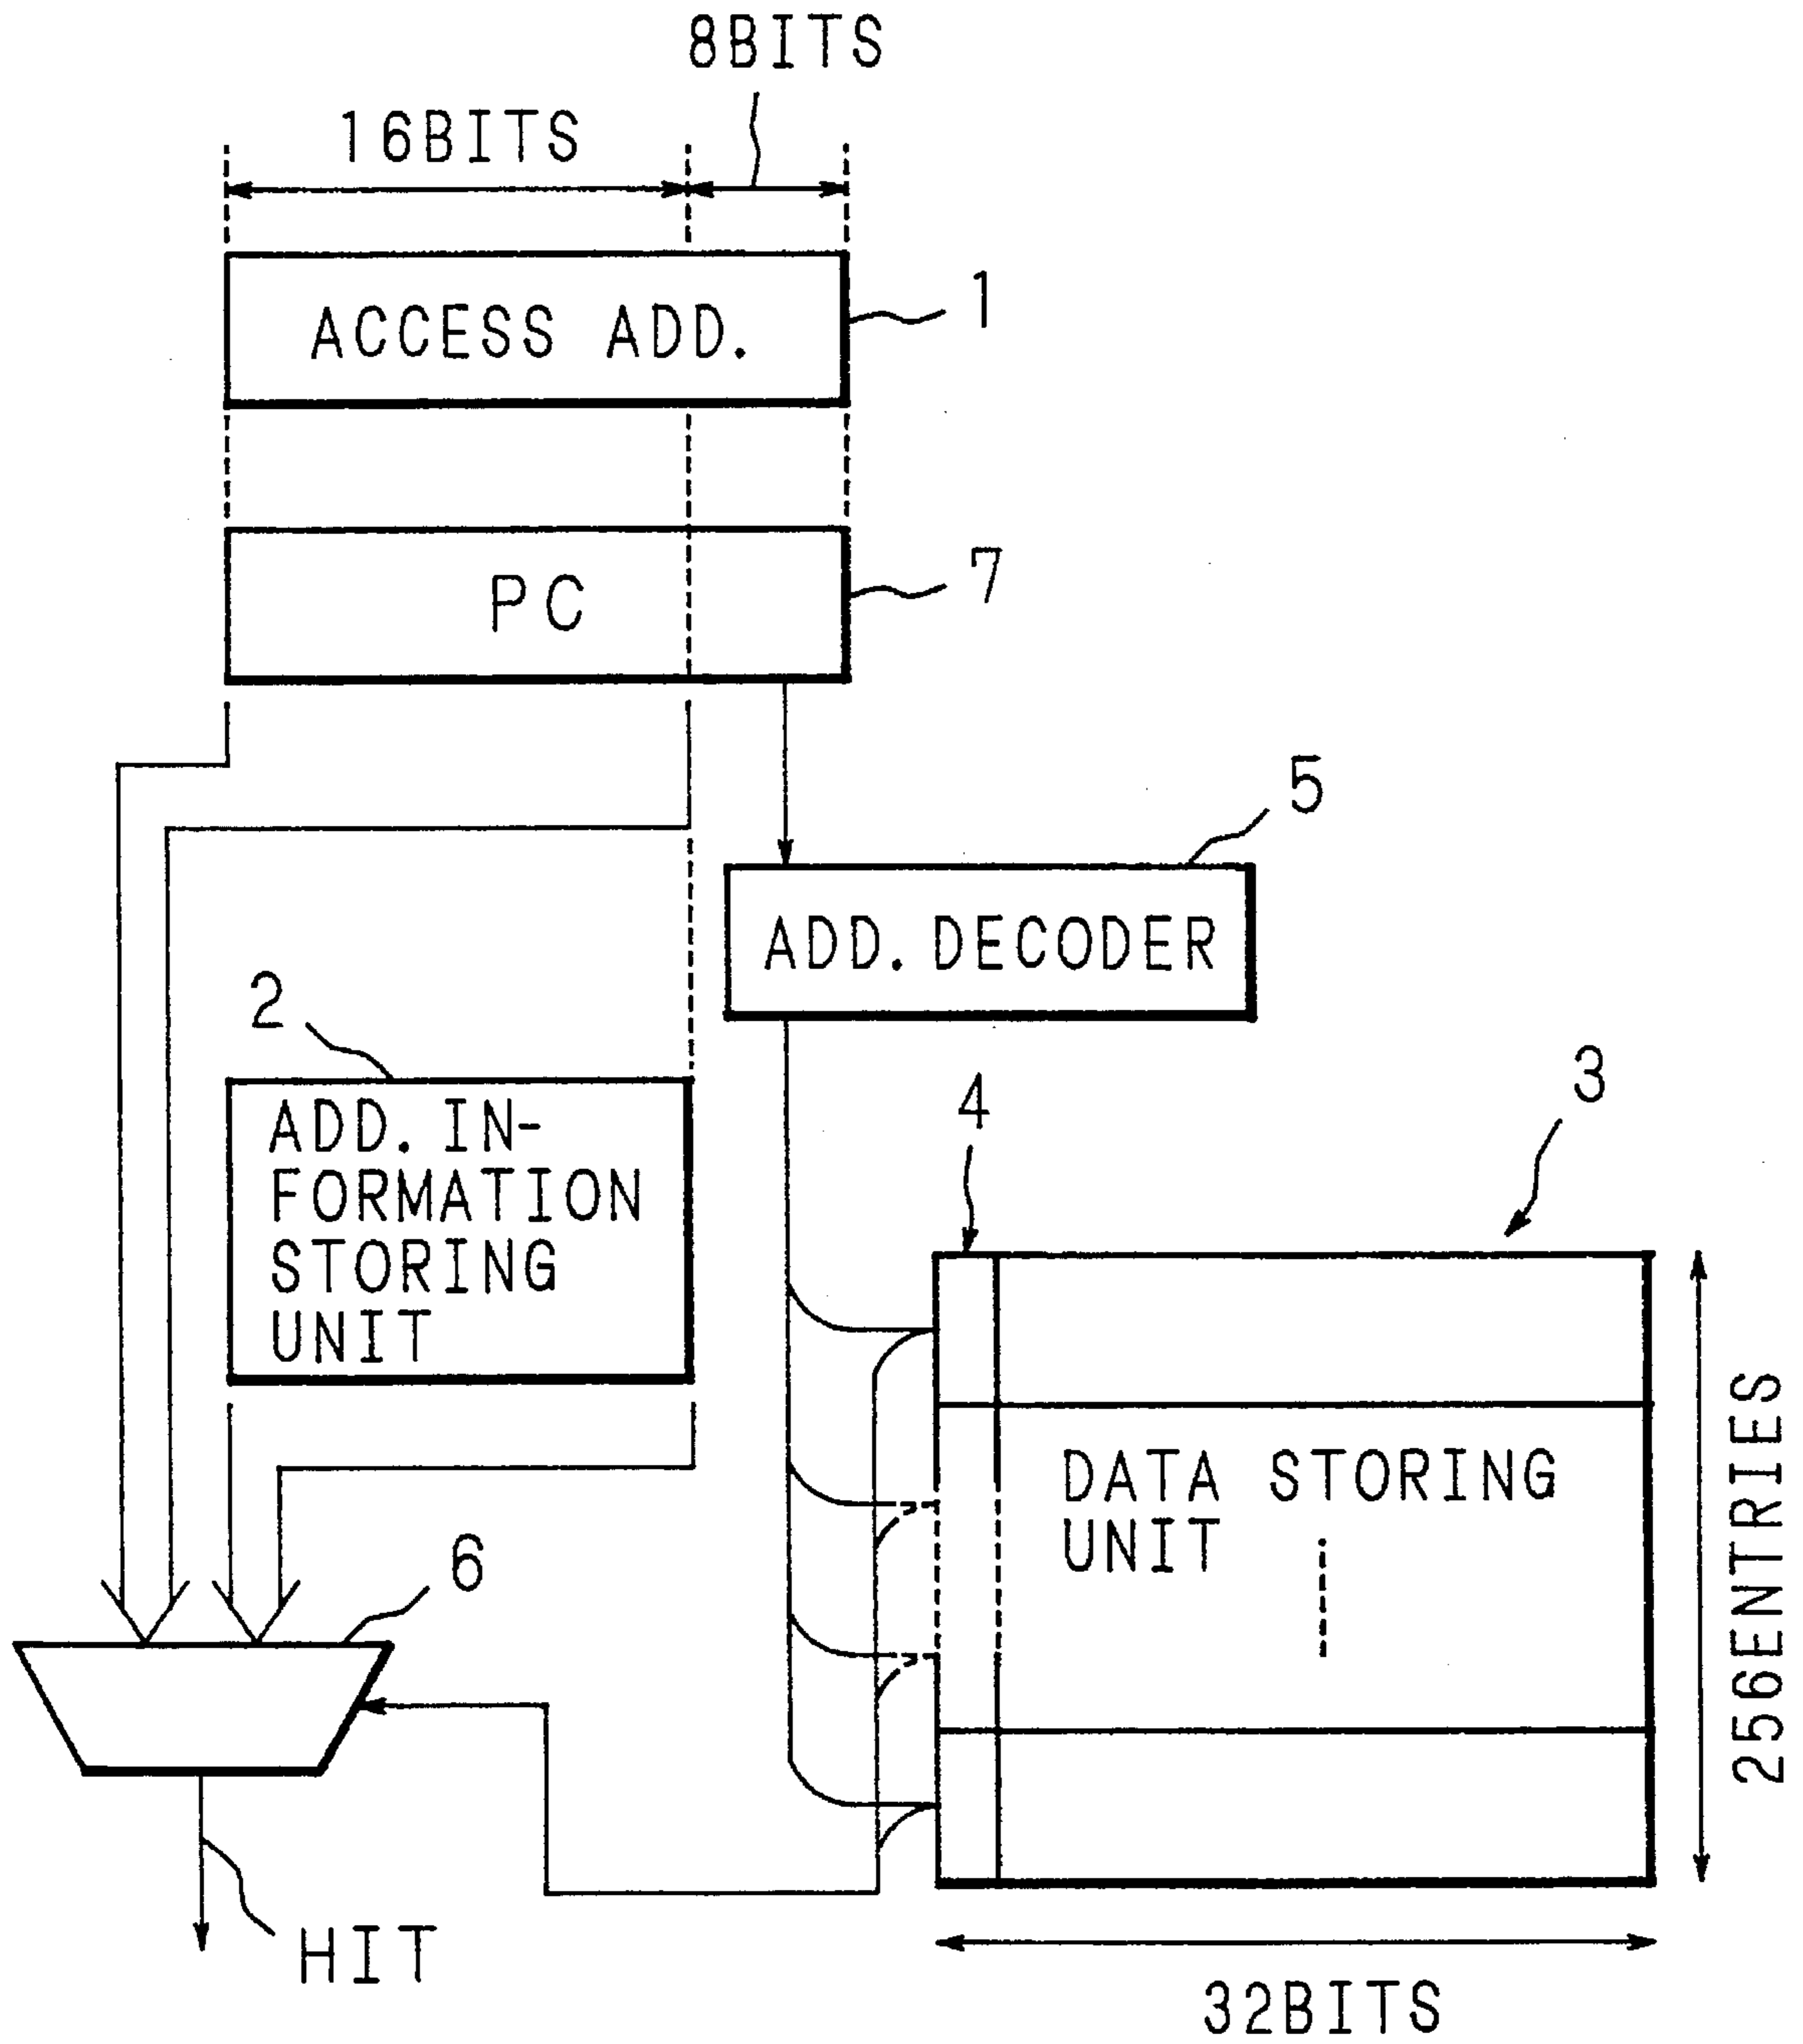 8BITS
16BITS
ACCESS ADD.
1
PC
7
5
ADD. DECODER
2
ADD. IN-
FORMATION
STORING
UNIT
4
3
DATA STORING
UNIT
256ENTRIES
6
HIT
32BITS